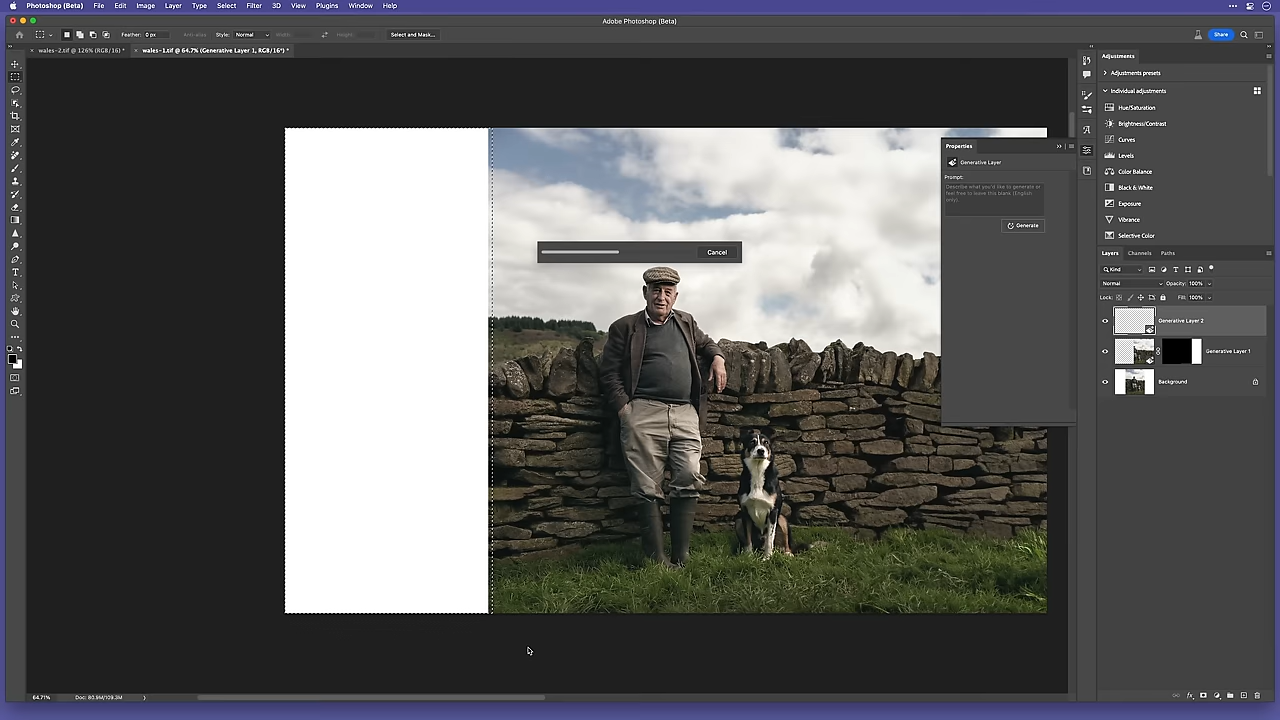 Photoshop (Beta) File Edit Image Layer Type Select Filter 3D View Plugins Window Help
Adobe Photoshop (Beta)
Feather: 0 px Anti-alias Style: Normal Width: Height: Select and Mask... Share
× wales-2.tif @ 126% (RGB/16) * × wales-1.tif @ 64.7% (Generative Layer 1, RGB/16*) *
Adjustments
Adjustments presets
Individual adjustments
Hue/Saturation
Brightness/Contrast
Curves
Levels
Color Balance
Black & White
Exposure
Vibrance
Selective Color
Properties
Generative Layer
Prompt:
Describe what you'd like to generate or
feel free to leave this blank (English
only).
Generate
Cancel
Layers Channels Paths
Kind
Normal Opacity: 100%
Lock: Fill: 100%
Generative Layer 2
Generative Layer 1
Background
64.71% Doc: 80.9M/109.3M